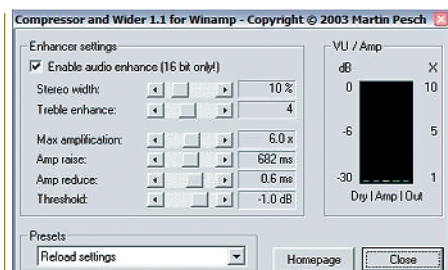 Compressor and Wider 1.1 for Winamp - Copyright © 2003 Martin Pesch
Enhancer settings
Enable audio enhance (16 bit only!)
Stereo width: 10 %
Treble enhance: 4
Max amplification: 6.0 x
Amp raise: 682 ms
Amp reduce: 0.6 ms
Threshold: -1.0 dB
VU / Amp
dB X
0 10
-6 5
-30 1
Dry | Amp | Out
Presets
Reload settings
Homepage
Close